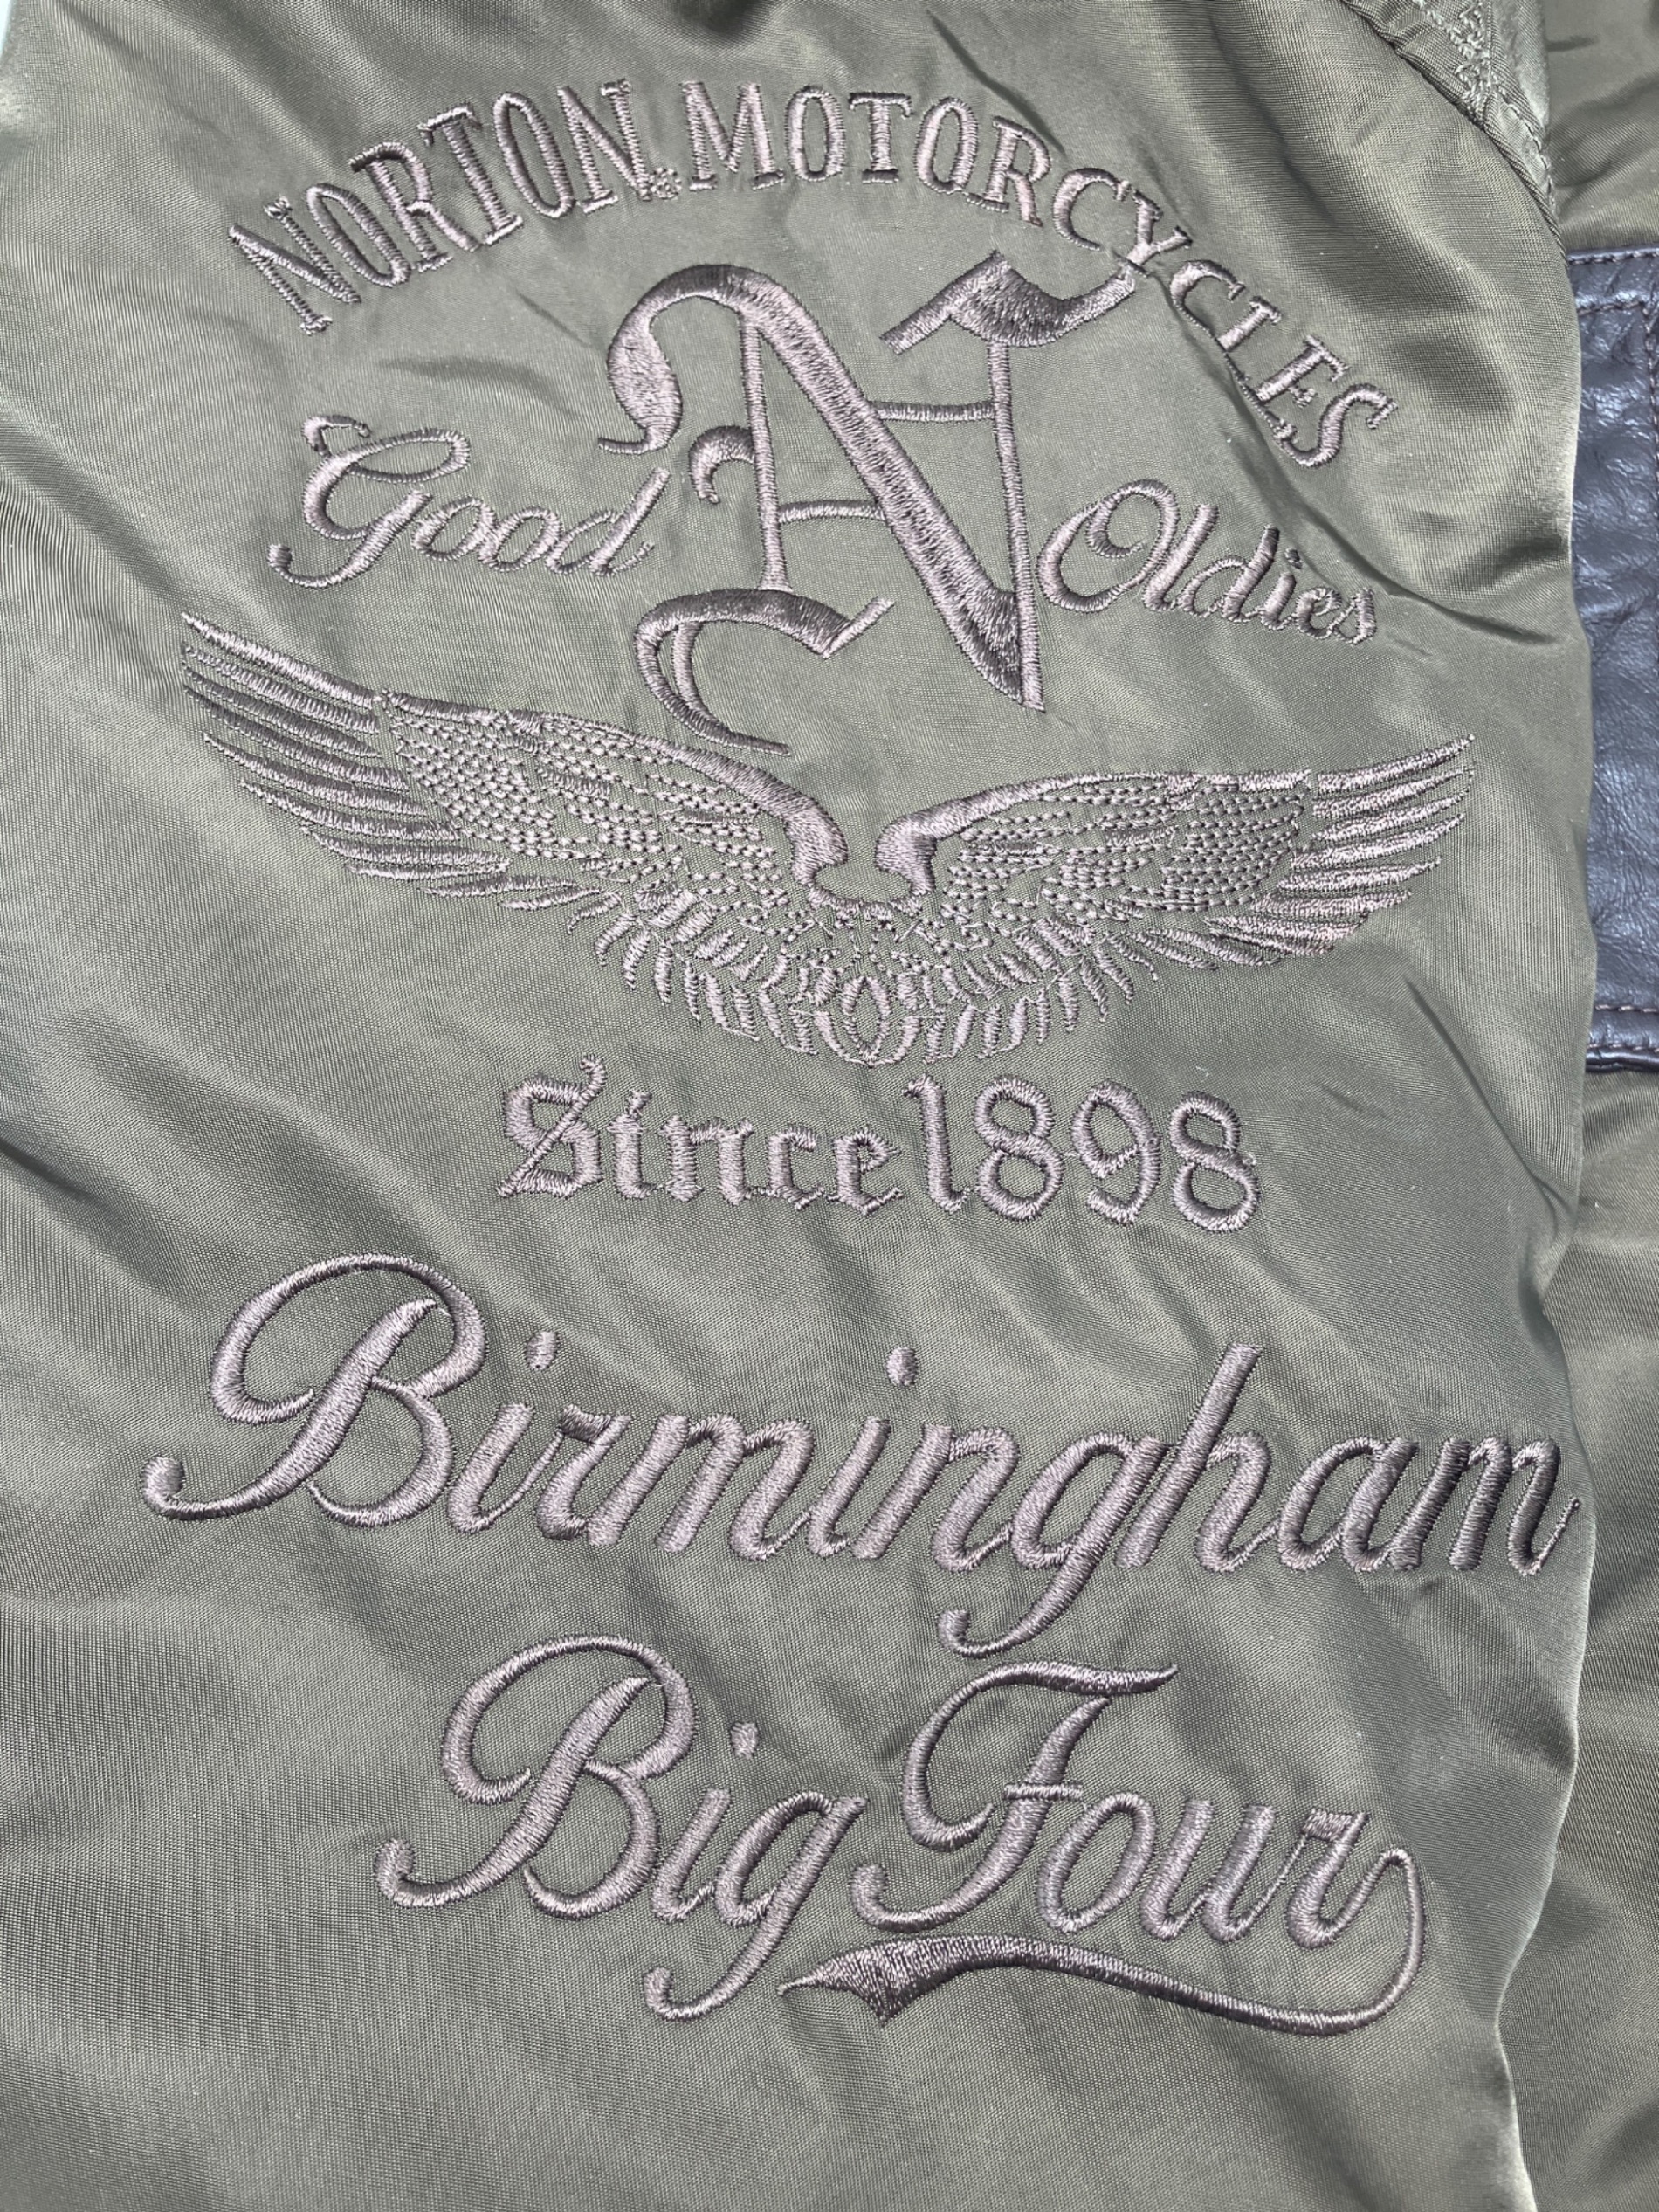 NORTON.MOTORCYCLES
N
Good Oldies
Since 1898
Birmingham
Big Four